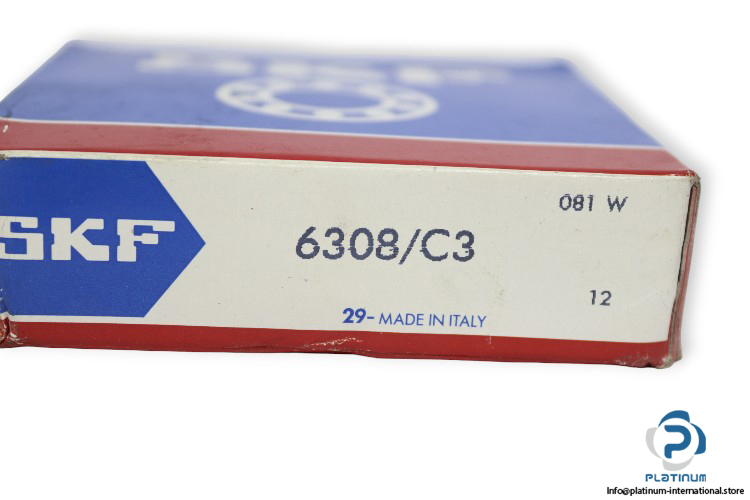 SKF
6308/C3
081 W
12
29- MADE IN ITALY
PLATINUM
Info@platinum-international.store